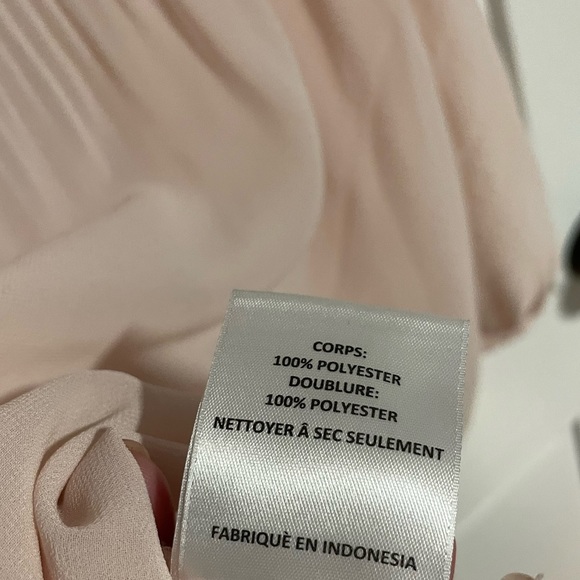 CORPS:
100% POLYESTER
DOUBLURE:
100% POLYESTER
NETTOYER Â SEC SEULEMENT
FABRIQUÈ EN INDONESIA